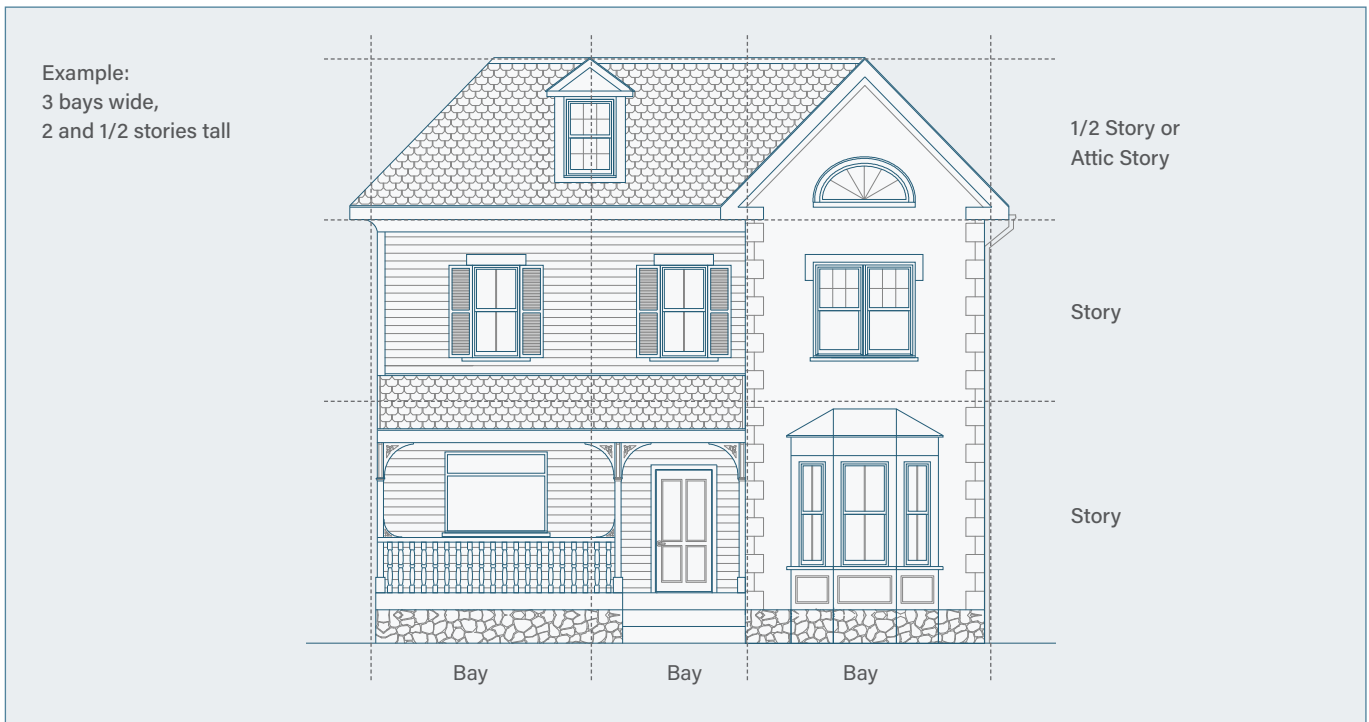 Example:
3 bays wide,
2 and 1/2 stories tall
1/2 Story or
Attic Story
Story
Story
Bay
Bay
Bay